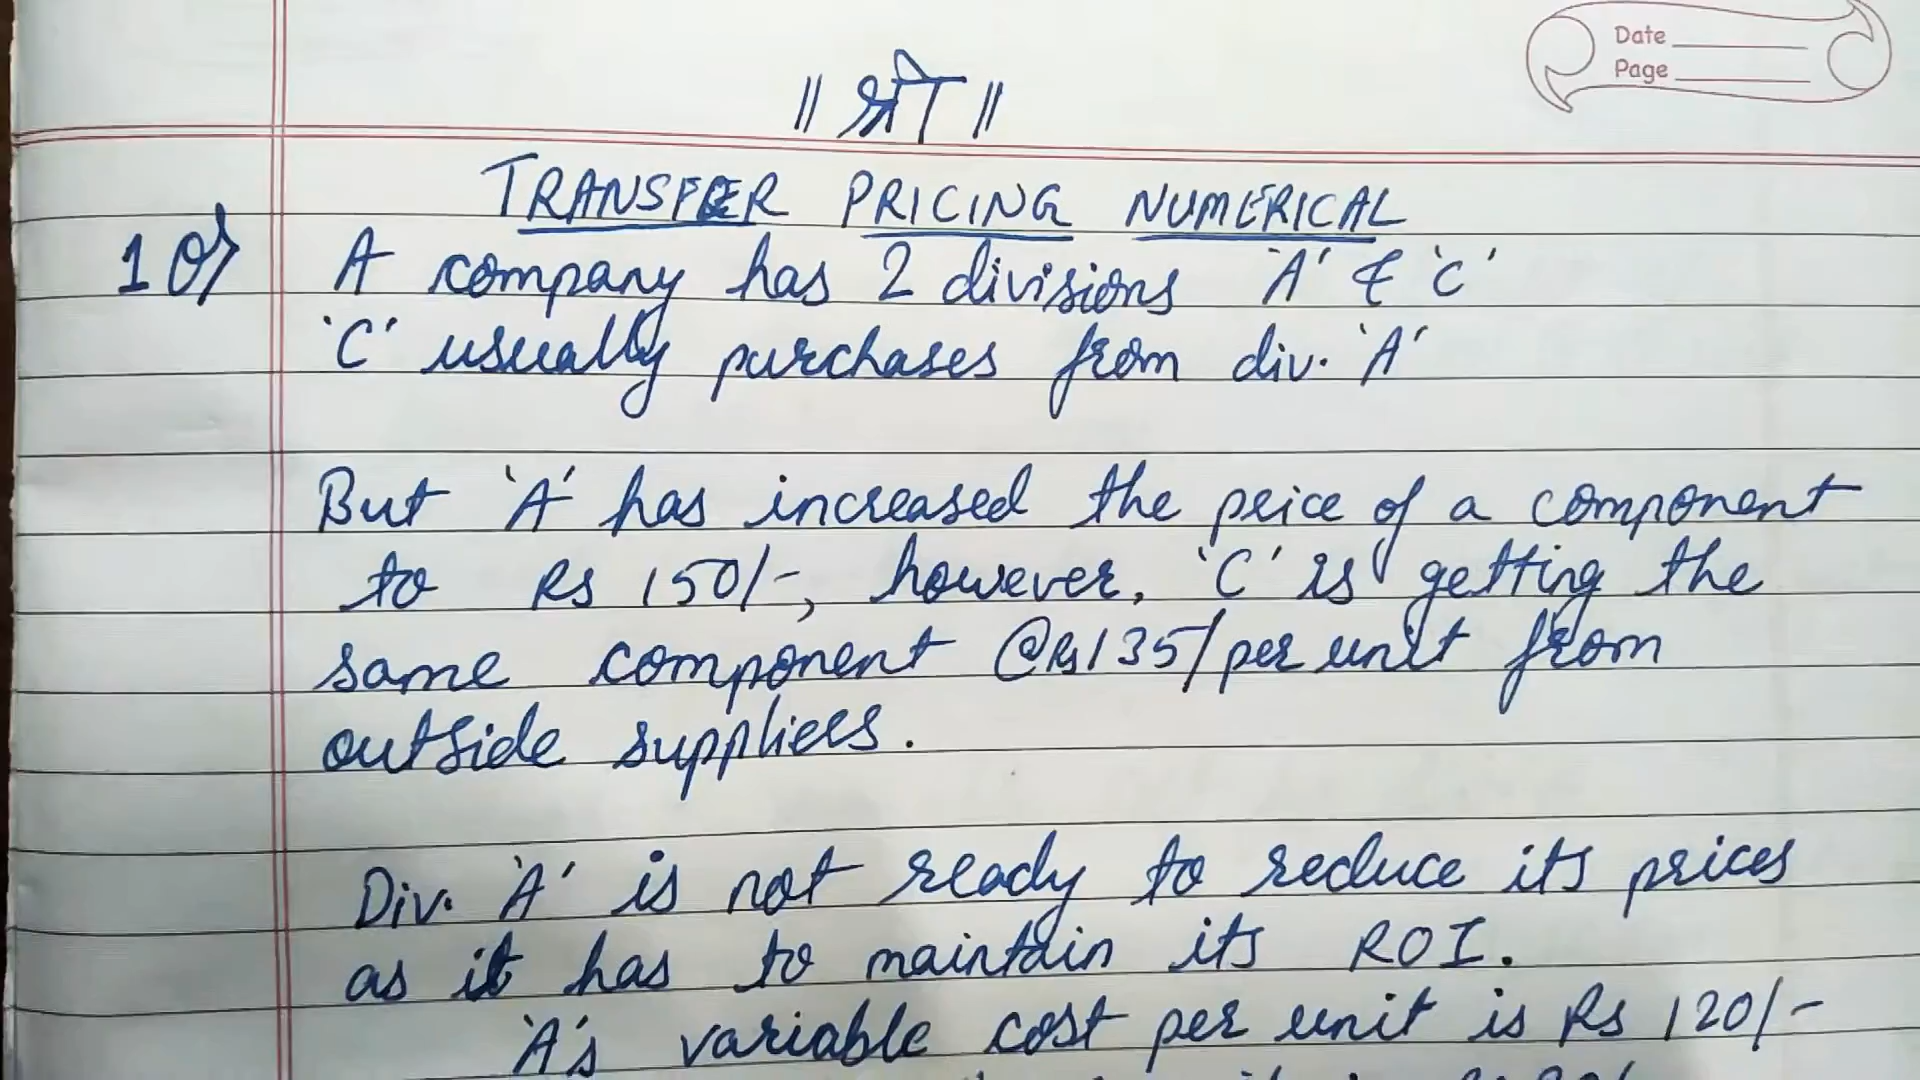 Date
Page
|| श्री ||
TRANSFER PRICING NUMERICAL
1Q) A company has 2 divisions 'A' & 'C'
'C' usually purchases from div. 'A'
But 'A' has increased the price of a component
to Rs 150/-, however, 'C' is getting the
same component @Rs135/per unit from
outside suppliers.
Div. 'A' is not ready to reduce its prices
as it has to maintain its ROI.
'A's variable cost per unit is Rs 120/-